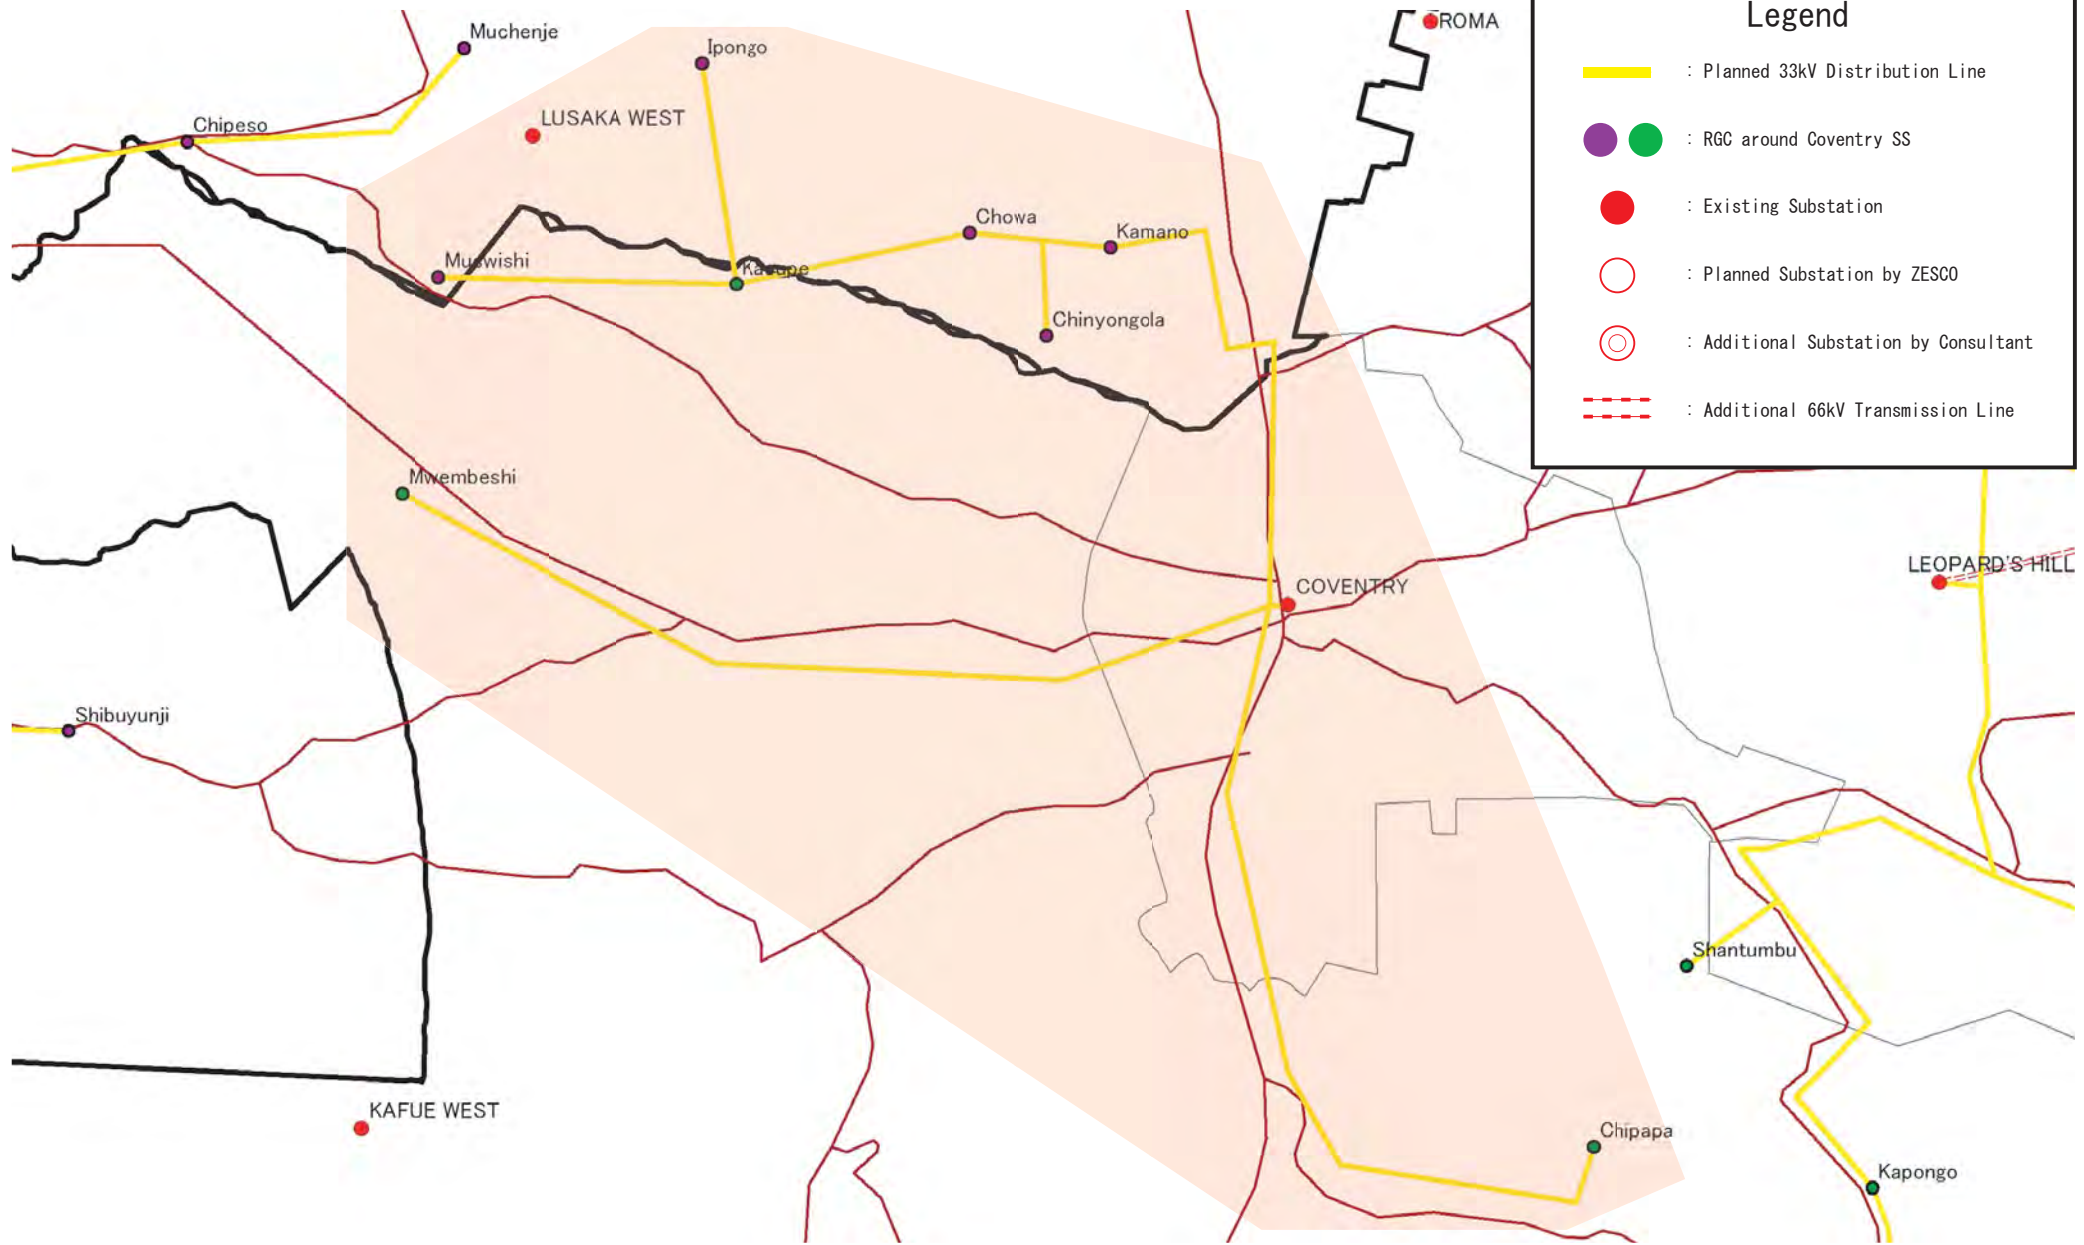 Legend
: Planned 33kV Distribution Line
: RGC around Coventry SS
: Existing Substation
: Planned Substation by ZESCO
: Additional Substation by Consultant
: Additional 66kV Transmission Line
Muchenje
Ipongo
ROMA
LUSAKA WEST
Chipeso
Chowa
Kamano
Muswishi
Chinyongola
Mwembeshi
COVENTRY
LEOPARD'S HILL
Shibuyunji
Shantumbu
KAFUE WEST
Chipapa
Kapongo